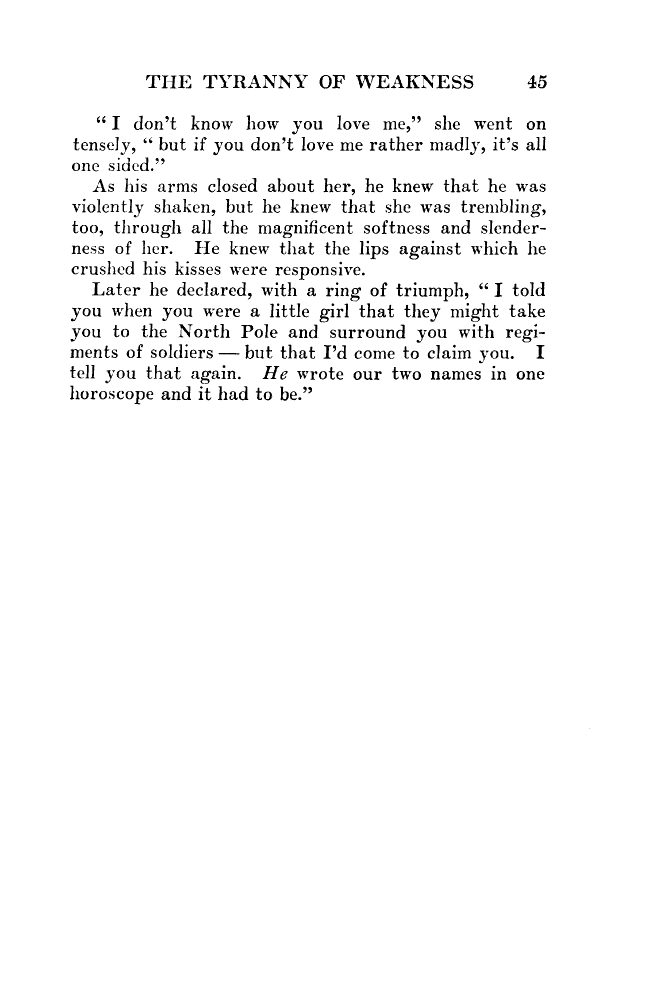 THE TYRANNY OF WEAKNESS 45
“ I don't know how you love me,” she went on
tensely, “ but if you don't love me rather madly, it's all
one sided.”
As his arms closed about her, he knew that he was
violently shaken, but he knew that she was trembling,
too, through all the magnificent softness and slender-
ness of her. He knew that the lips against which he
crushed his kisses were responsive.
Later he declared, with a ring of triumph, “ I told
you when you were a little girl that they might take
you to the North Pole and surround you with regi-
ments of soldiers — but that I'd come to claim you. I
tell you that again. He wrote our two names in one
horoscope and it had to be.”